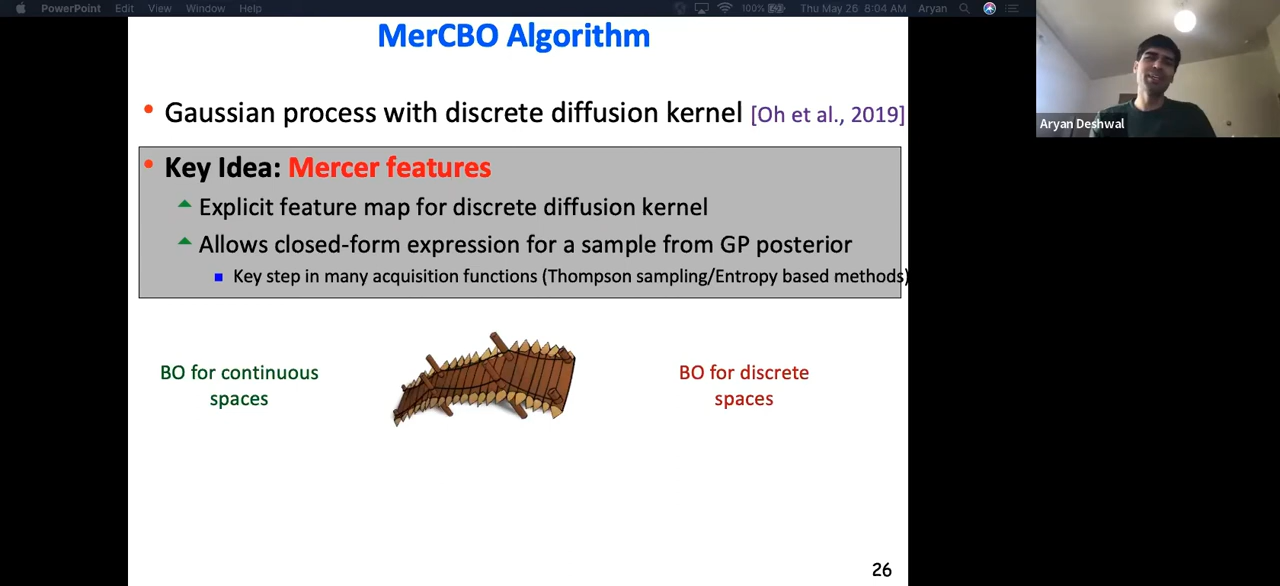 PowerPoint Edit View Window Help 100% Thu May 26 8:04 AM Aryan
MerCBO Algorithm
• Gaussian process with discrete diffusion kernel [Oh et al., 2019]
• Key Idea: Mercer features
Explicit feature map for discrete diffusion kernel
Allows closed-form expression for a sample from GP posterior
Key step in many acquisition functions (Thompson sampling/Entropy based methods)
BO for continuous
spaces
BO for discrete
spaces
26
Aryan Deshwal